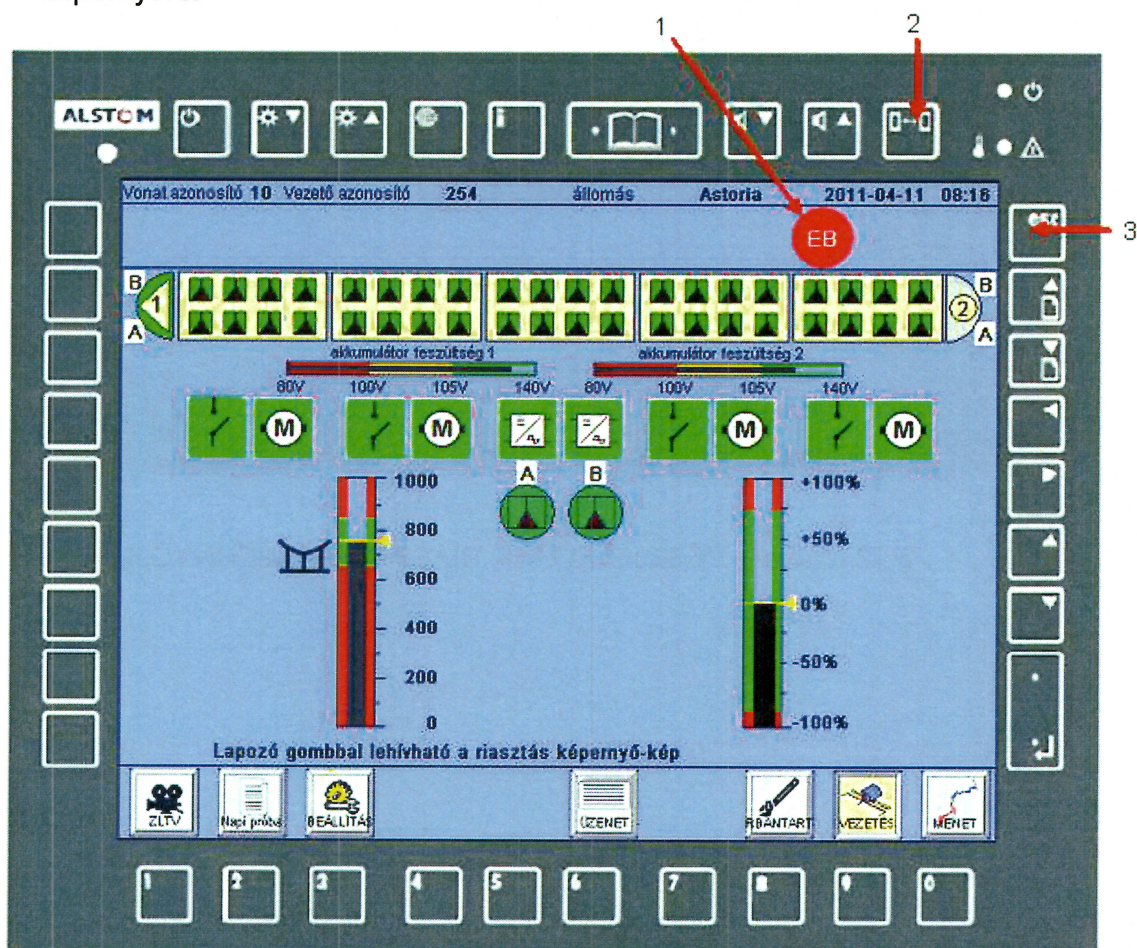 1
2
ALSTOM
i
Vonat azonosító 10 Vezető azonosító 254 állomás Astoria 2011-04-11 08:16
esc
3
EB
B
B
1
2
A
A
akkumulátor feszültség 1
akkumulátor feszültség 2
80V 100V 105V 140V 80V 100V 105V 140V
M M M M
A B
1000
800
600
400
200
0
+100%
+50%
0%
-50%
-100%
Lapozó gombbal lehívható a riasztás képernyő-kép
ZLTV Napi próba BEÁLLÍTÁS ÜZENET RBANTART VEZETÉS MENET
1 2 3 4 5 6 7 8 9 0